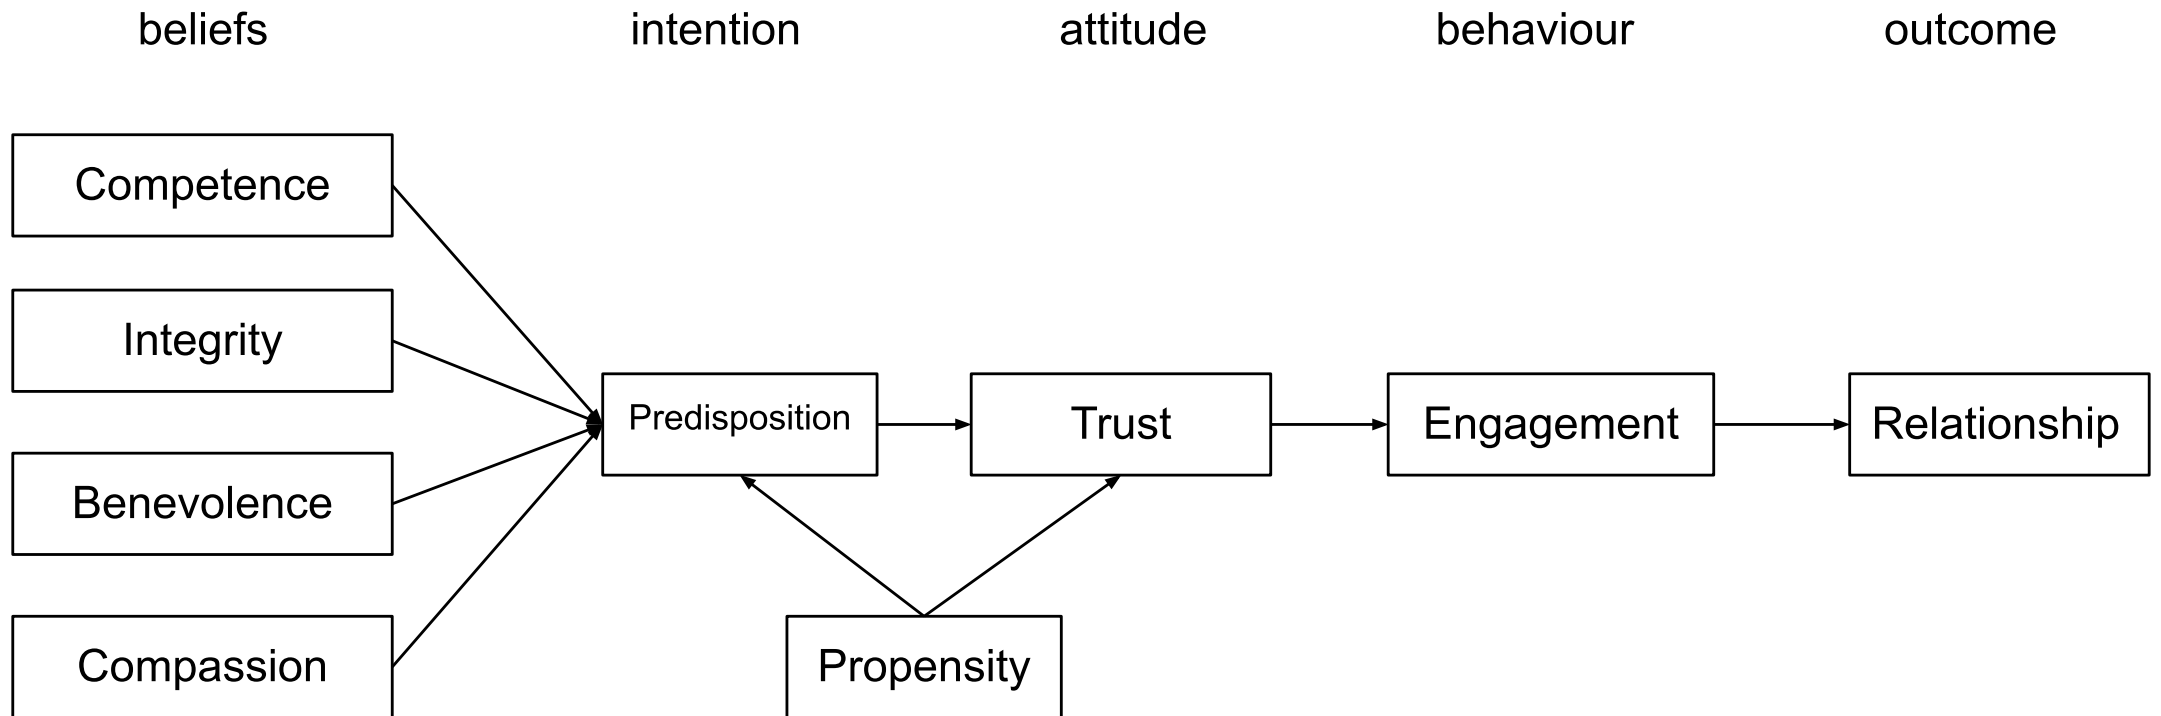 beliefs
intention
attitude
behaviour
outcome
Competence
Integrity
Benevolence
Compassion
Predisposition
Trust
Engagement
Relationship
Propensity